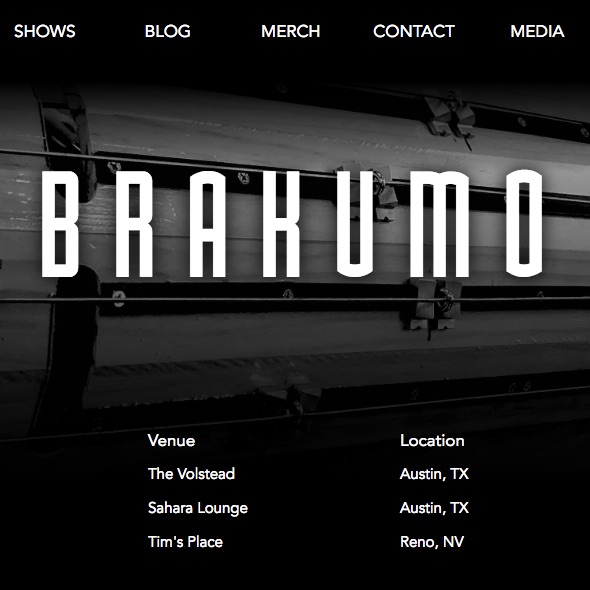 SHOWS BLOG MERCH CONTACT MEDIA
BRAKUMO
Venue Location
The Volstead Austin, TX
Sahara Lounge Austin, TX
Tim's Place Reno, NV